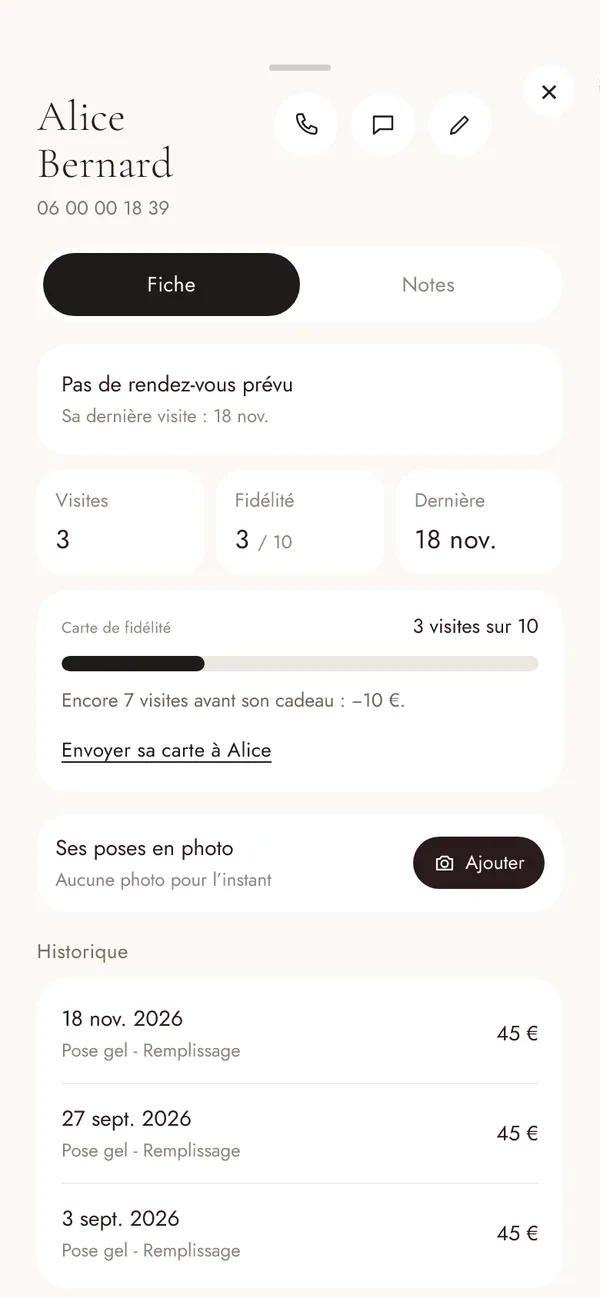 Alice
Bernard
06 00 00 18 39
Fiche
Notes
Pas de rendez-vous prévu
Sa dernière visite : 18 nov.
Visites
3
Fidélité
3 / 10
Dernière
18 nov.
Carte de fidélité
3 visites sur 10
Encore 7 visites avant son cadeau : −10 €.
Envoyer sa carte à Alice
Ses poses en photo
Aucune photo pour l’instant
Ajouter
Historique
18 nov. 2026
Pose gel - Remplissage
45 €
27 sept. 2026
Pose gel - Remplissage
45 €
3 sept. 2026
Pose gel - Remplissage
45 €